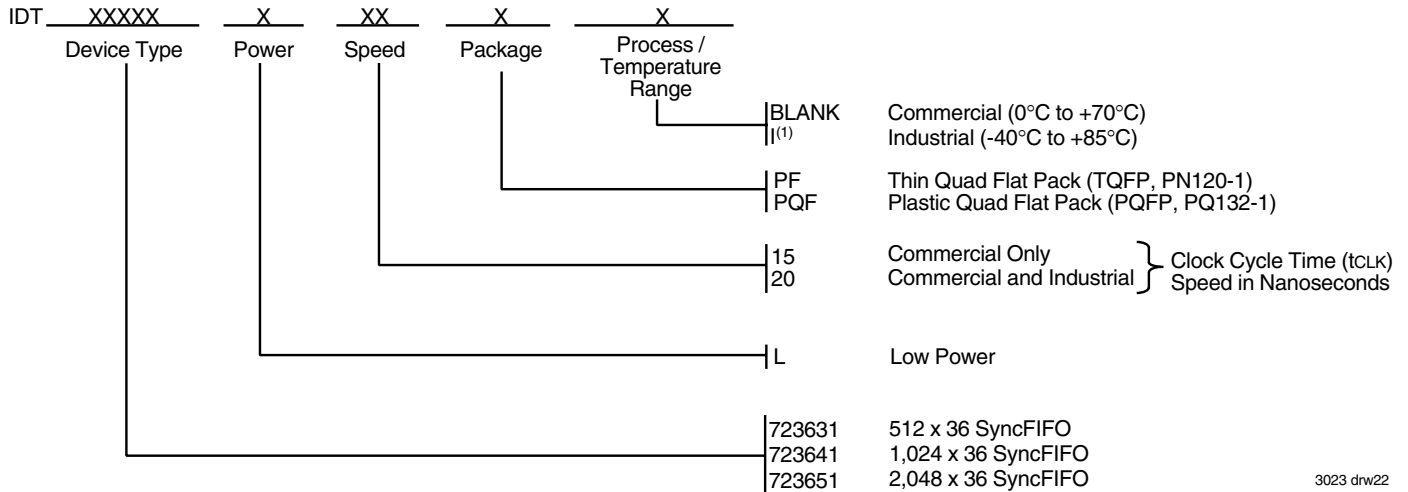 IDT XXXXX X XX X X
Device Type Power Speed Package Process / Temperature Range
BLANK Commercial (0°C to +70°C)
I(1) Industrial (-40°C to +85°C)
PF Thin Quad Flat Pack (TQFP, PN120-1)
PQF Plastic Quad Flat Pack (PQFP, PQ132-1)
15 Commercial Only
20 Commercial and Industrial
Clock Cycle Time (tCLK)
Speed in Nanoseconds
L Low Power
723631 512 x 36 SyncFIFO
723641 1,024 x 36 SyncFIFO
723651 2,048 x 36 SyncFIFO
3023 drw22